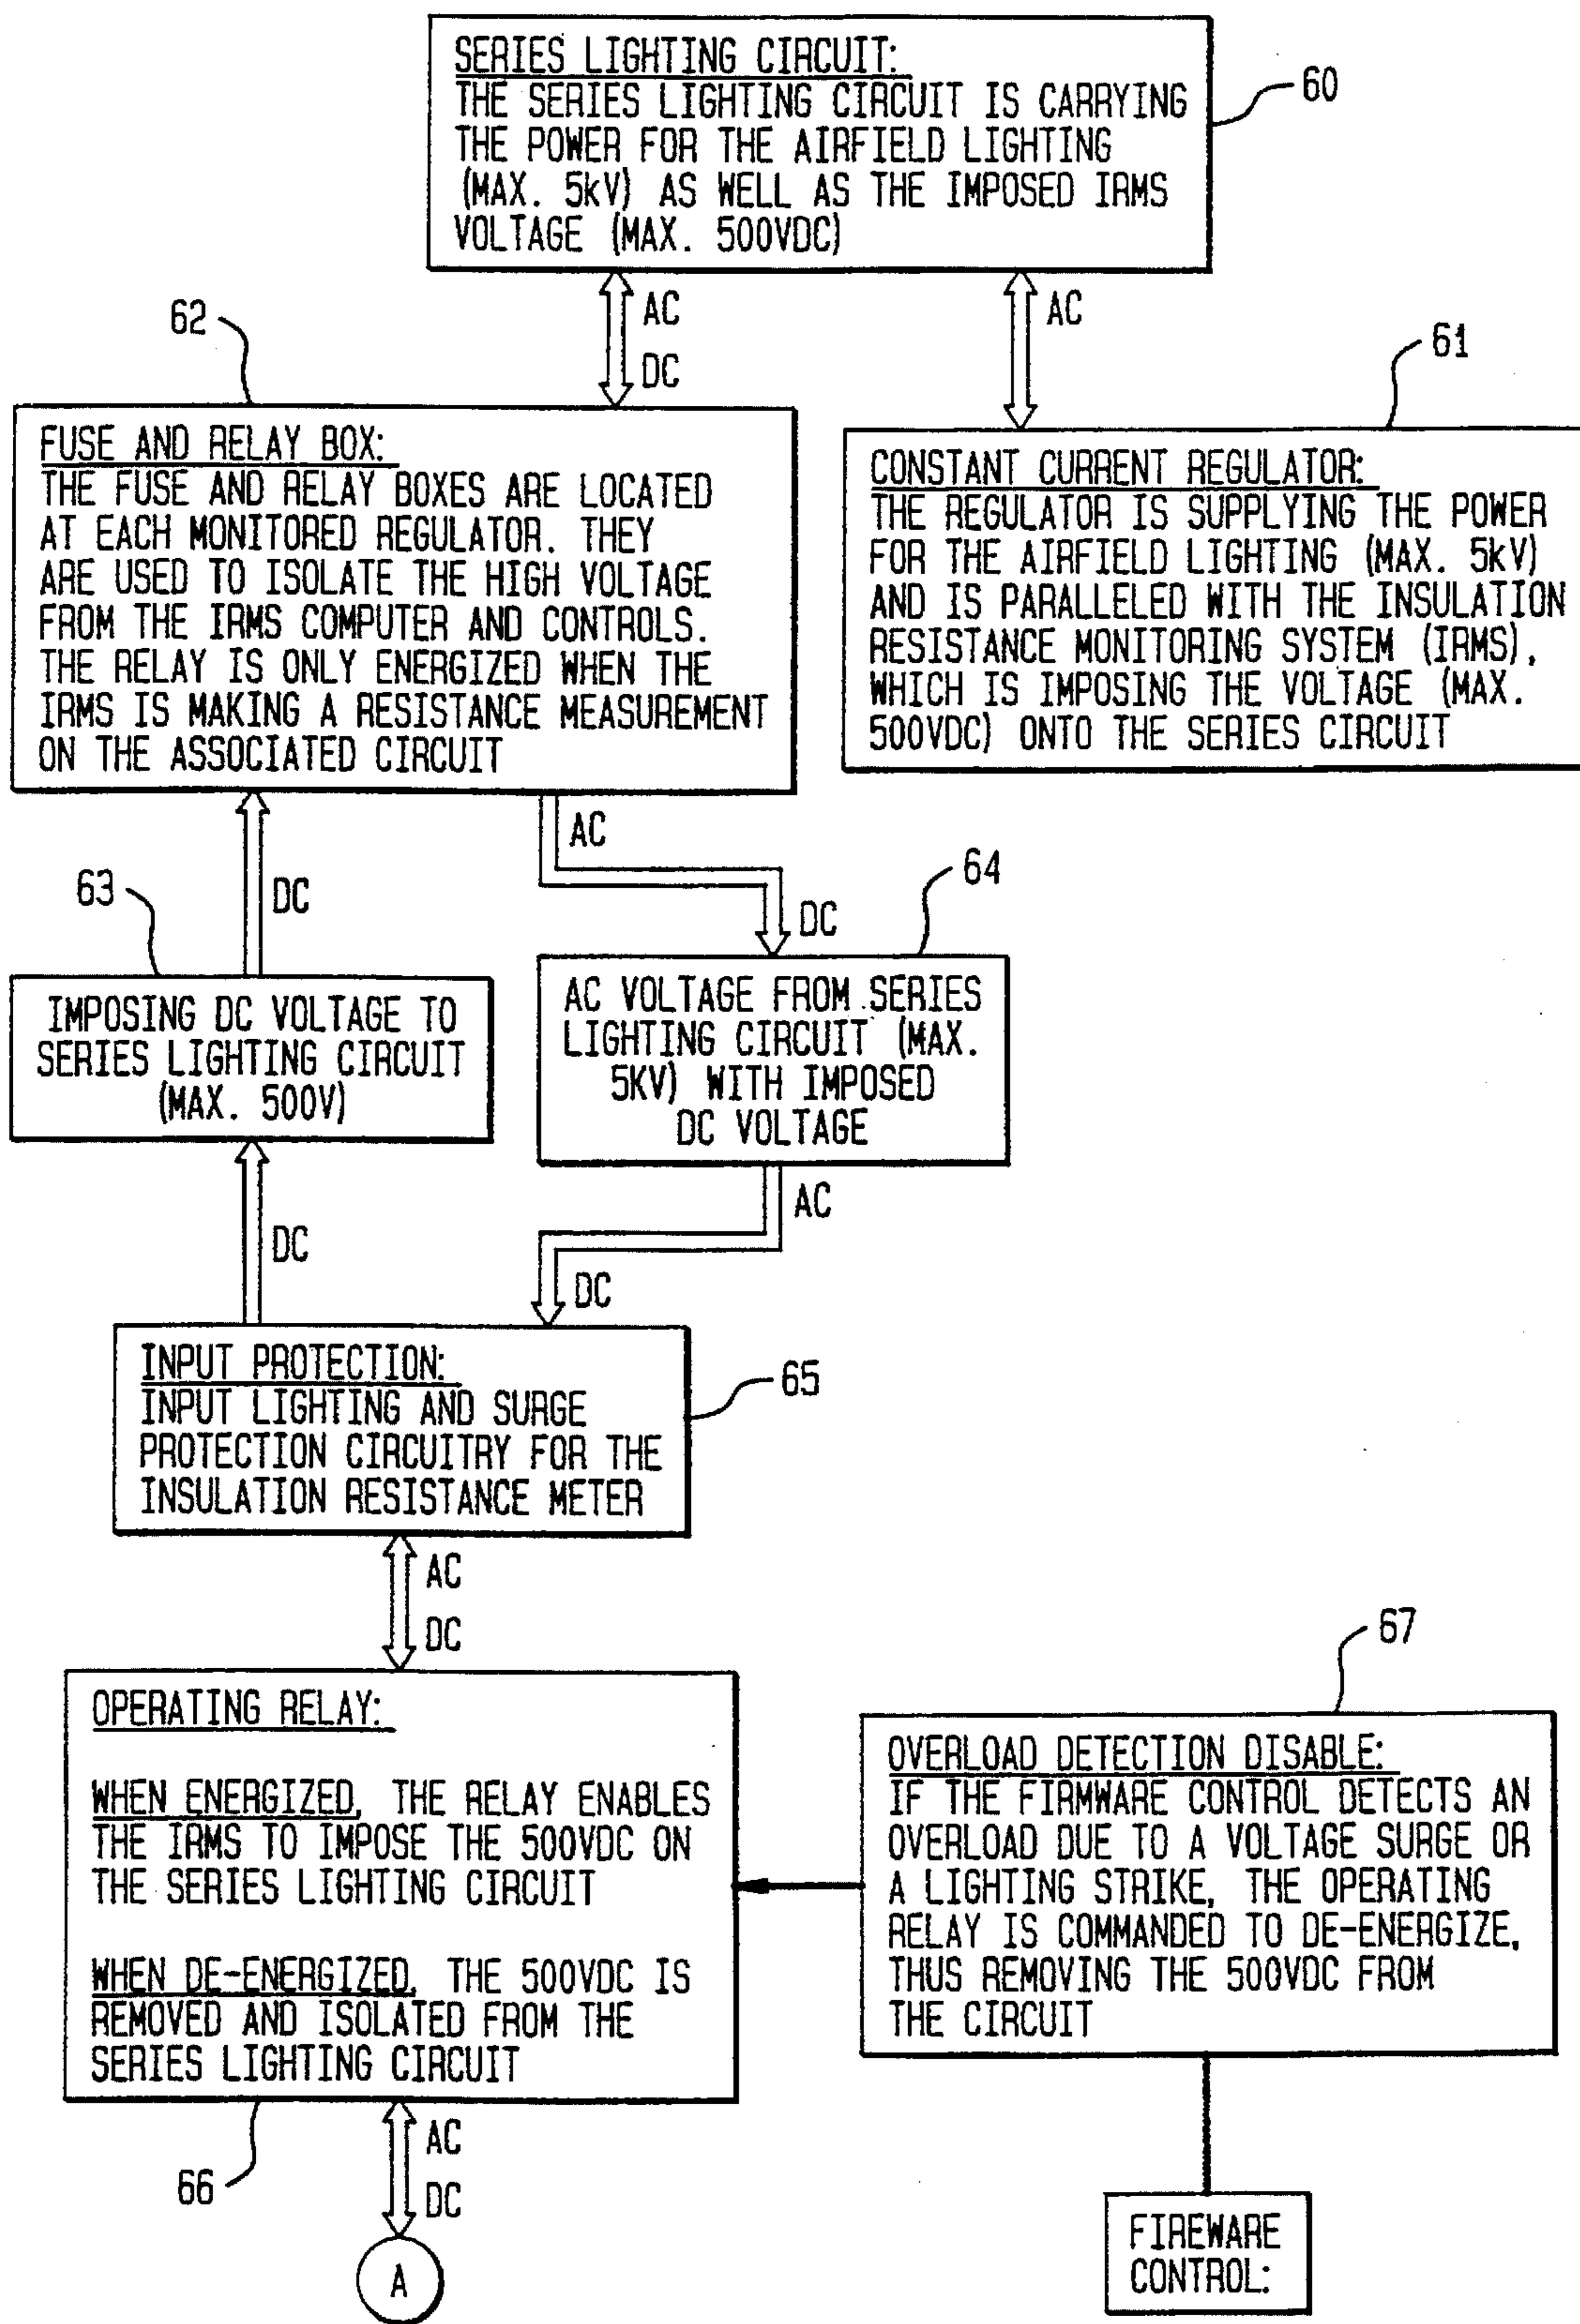 SERIES LIGHTING CIRCUIT:
THE SERIES LIGHTING CIRCUIT IS CARRYING
THE POWER FOR THE AIRFIELD LIGHTING
(MAX. 5kV) AS WELL AS THE IMPOSED IRMS
VOLTAGE (MAX. 500VDC)
60
AC
DC
AC
62
61
FUSE AND RELAY BOX:
THE FUSE AND RELAY BOXES ARE LOCATED
AT EACH MONITORED REGULATOR. THEY
ARE USED TO ISOLATE THE HIGH VOLTAGE
FROM THE IRMS COMPUTER AND CONTROLS.
THE RELAY IS ONLY ENERGIZED WHEN THE
IRMS IS MAKING A RESISTANCE MEASUREMENT
ON THE ASSOCIATED CIRCUIT
CONSTANT CURRENT REGULATOR:
THE REGULATOR IS SUPPLYING THE POWER
FOR THE AIRFIELD LIGHTING (MAX. 5kV)
AND IS PARALLELED WITH THE INSULATION
RESISTANCE MONITORING SYSTEM (IRMS),
WHICH IS IMPOSING THE VOLTAGE (MAX.
500VDC) ONTO THE SERIES CIRCUIT
AC
DC
63
DC
64
IMPOSING DC VOLTAGE TO
SERIES LIGHTING CIRCUIT
(MAX. 500V)
AC VOLTAGE FROM SERIES
LIGHTING CIRCUIT (MAX.
5KV) WITH IMPOSED
DC VOLTAGE
AC
DC
DC
INPUT PROTECTION:
INPUT LIGHTING AND SURGE
PROTECTION CIRCUITRY FOR THE
INSULATION RESISTANCE METER
65
AC
DC
OPERATING RELAY:
WHEN ENERGIZED, THE RELAY ENABLES
THE IRMS TO IMPOSE THE 500VDC ON
THE SERIES LIGHTING CIRCUIT
WHEN DE-ENERGIZED, THE 500VDC IS
REMOVED AND ISOLATED FROM THE
SERIES LIGHTING CIRCUIT
67
OVERLOAD DETECTION DISABLE:
IF THE FIRMWARE CONTROL DETECTS AN
OVERLOAD DUE TO A VOLTAGE SURGE OR
A LIGHTING STRIKE, THE OPERATING
RELAY IS COMMANDED TO DE-ENERGIZE,
THUS REMOVING THE 500VDC FROM
THE CIRCUIT
66
AC
DC
A
FIREWARE
CONTROL: